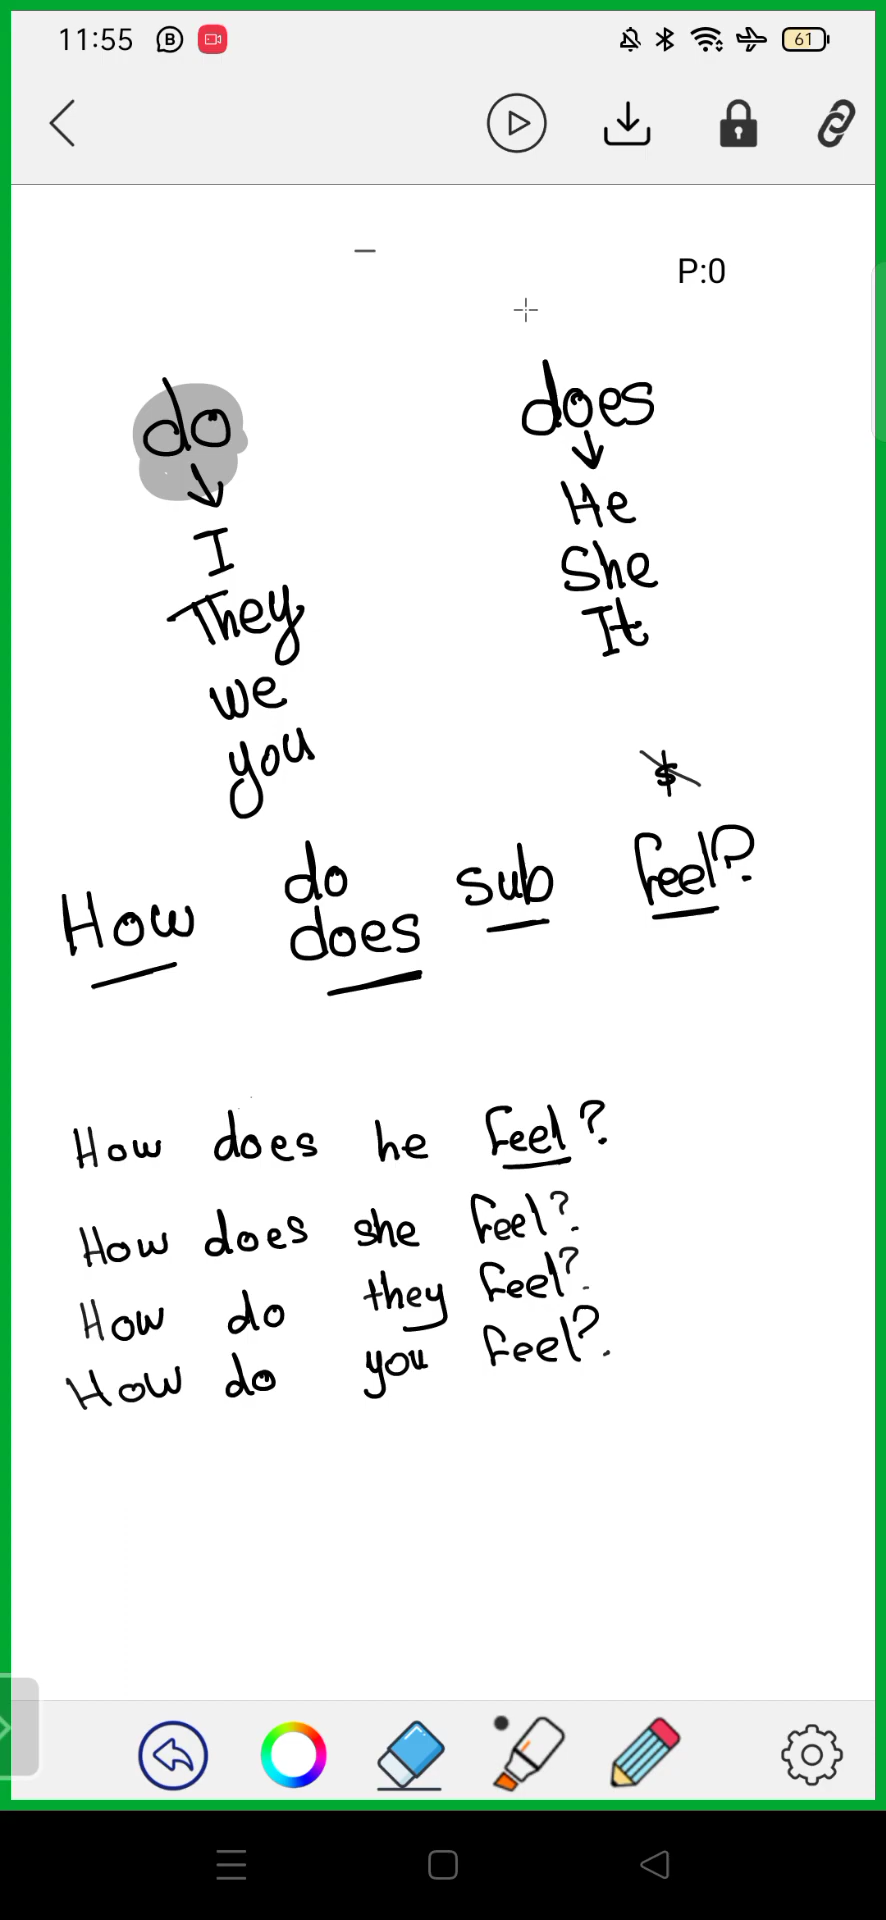 11:55 B 61
P:0
do
I
They
we
you
does
He
She
It
$
How do does sub feel?
How does he feel?
How does she feel?
How do they feel?
How do you feel?